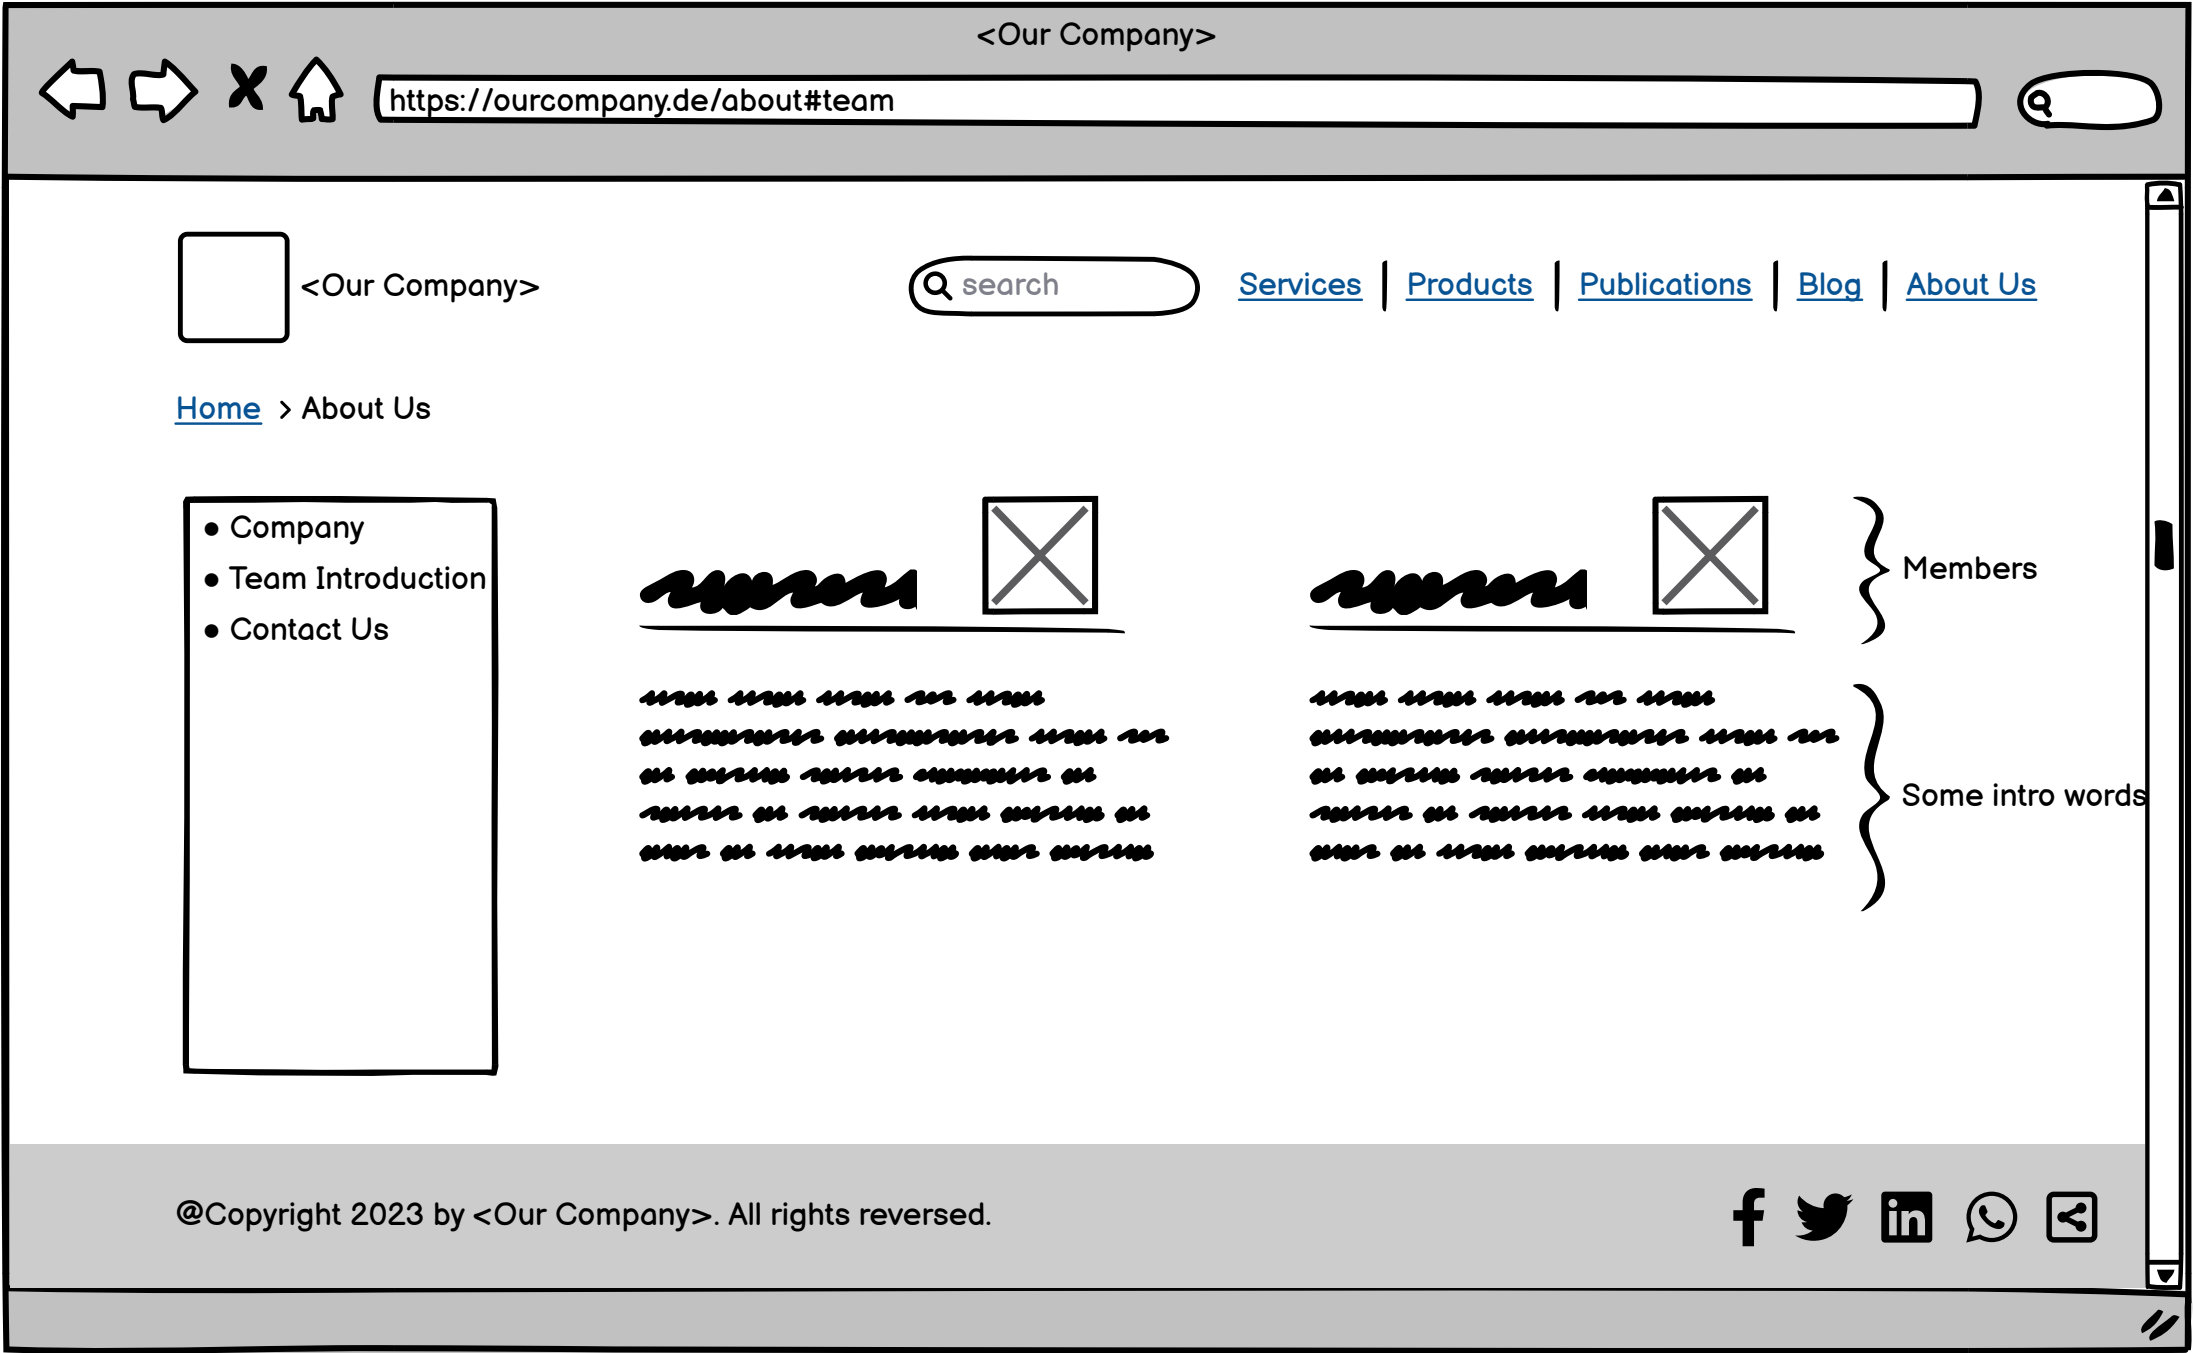 <Our Company>
https://ourcompany.de/about#team
<Our Company>
search
Services
Products
Publications
Blog
About Us
Home > About Us
Company
Team Introduction
Contact Us
Members
Some intro words
@Copyright 2023 by <Our Company>. All rights reversed.